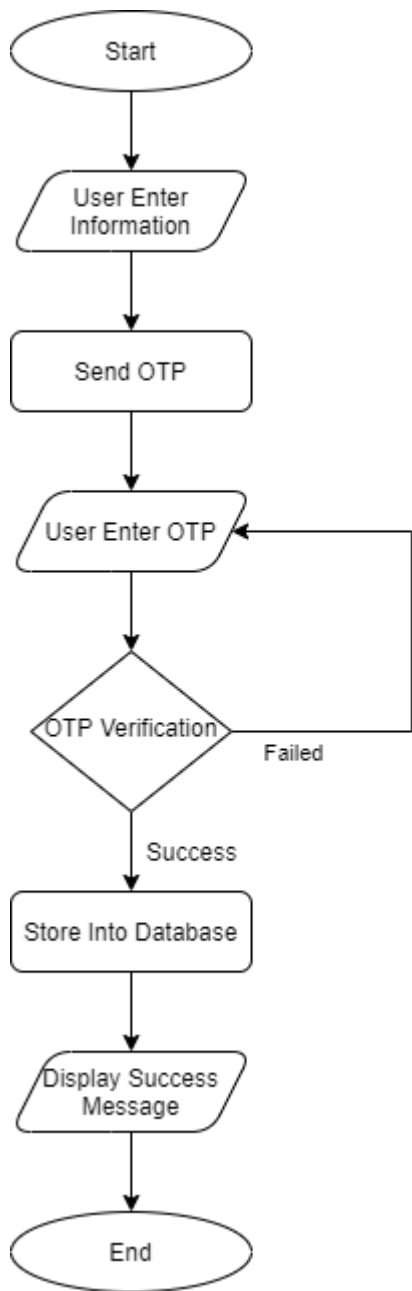 Start
User Enter
Information
Send OTP
User Enter OTP
OTP Verification
Failed
Success
Store Into Database
Display Success
Message
End